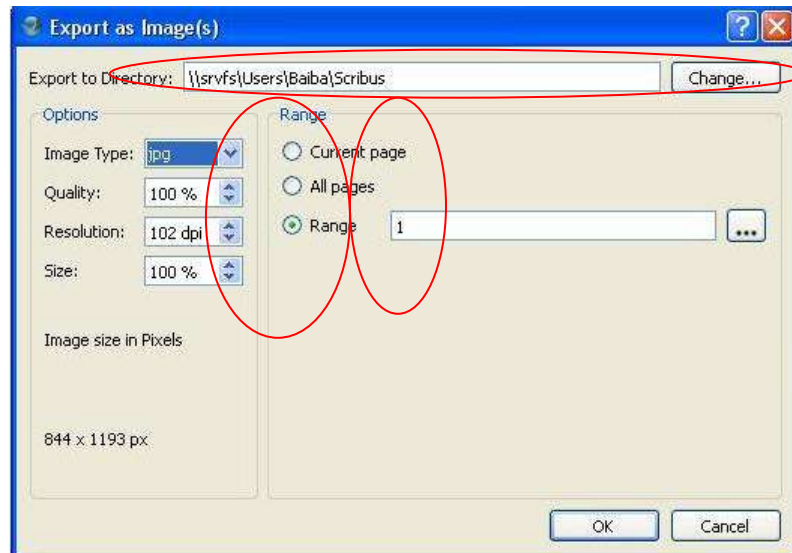 Export as Image(s)
Export to Directory: \\srvfs\Users\Baiba\Scribus Change...
Options
Image Type: jpg
Quality: 100 %
Resolution: 102 dpi
Size: 100 %
Image size in Pixels
844 x 1193 px
Range
Current page
All pages
Range 1 ...
OK Cancel